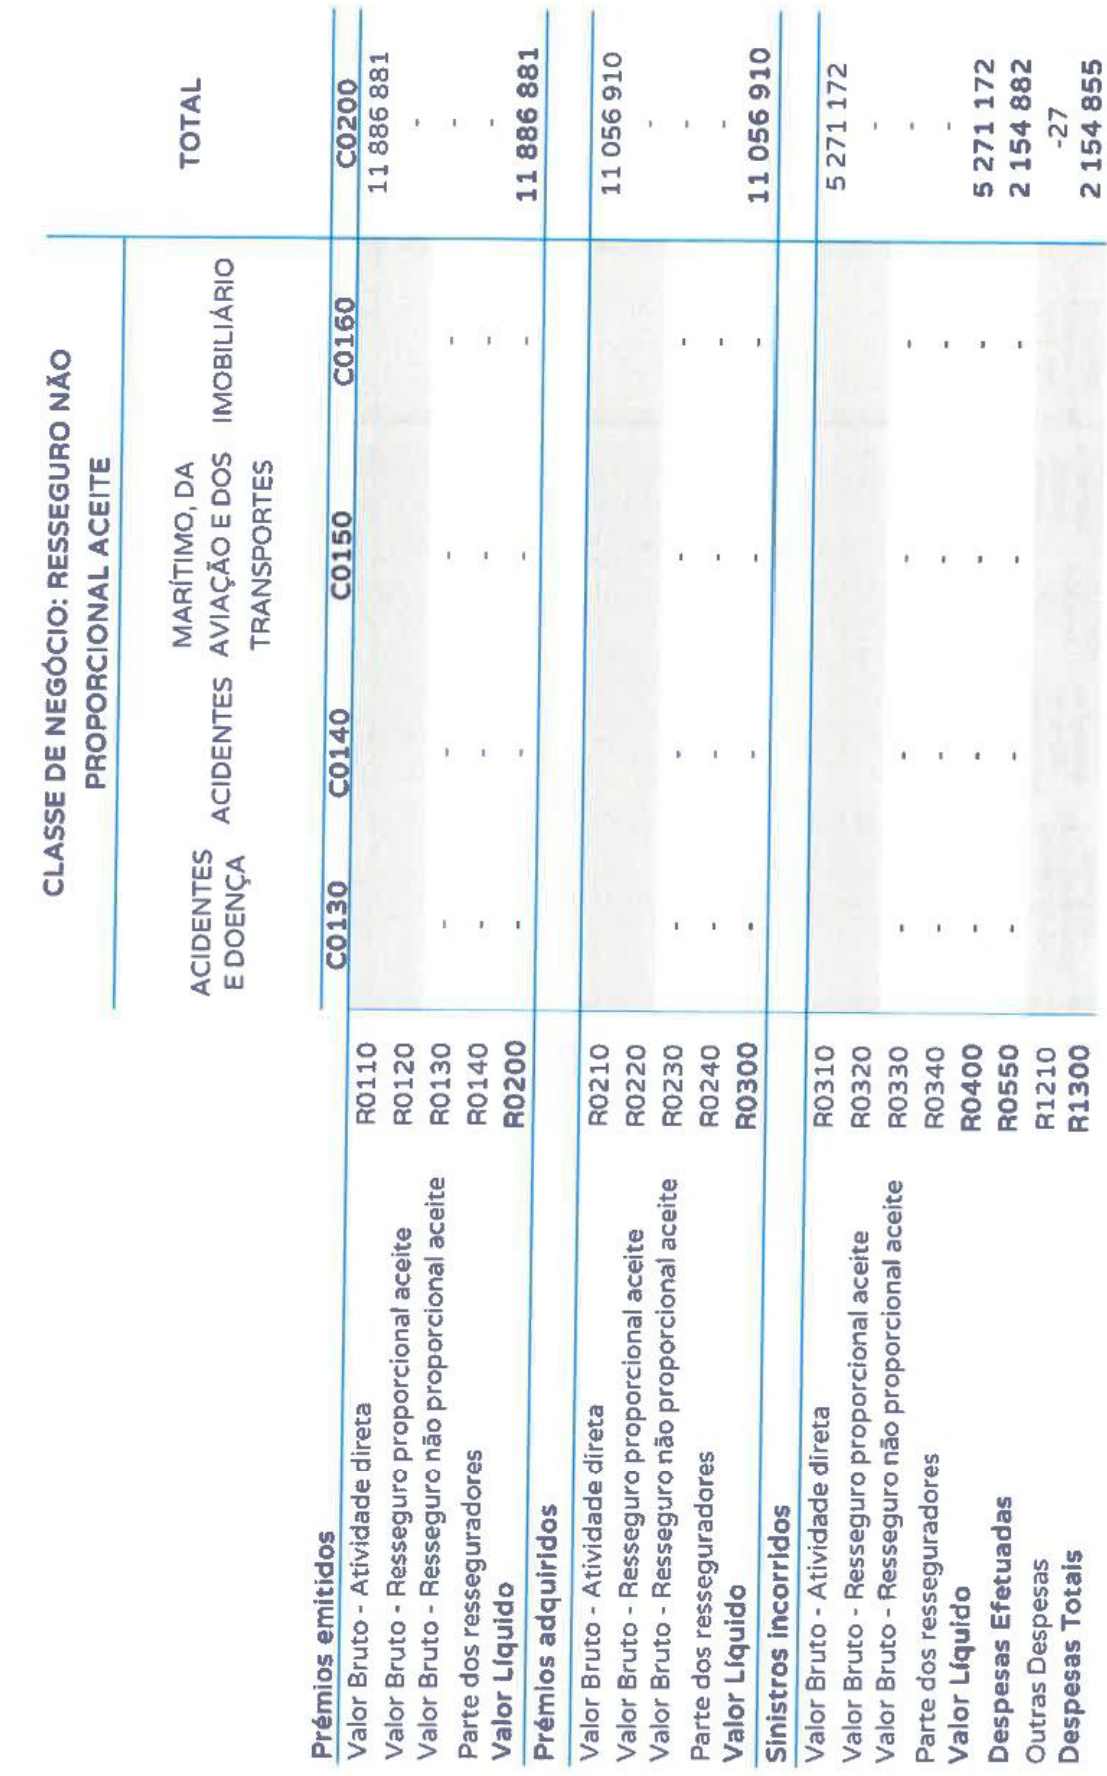 CLASSE DE NEGÓCIO: RESSEGURO NÃO
PROPORCIONAL ACEITE
ACIDENTES E DOENÇA
ACIDENTES
MARÍTIMO, DA AVIAÇÃO E DOS TRANSPORTES
IMOBILIÁRIO
TOTAL
Prémios emitidos C0130 C0140 C0150 C0160 C0200
Valor Bruto - Atividade direta R0110 11 886 881
Valor Bruto - Resseguro proporcional aceite R0120 -
Valor Bruto - Resseguro não proporcional aceite R0130 - - - - -
Parte dos resseguradores R0140 - - - - -
Valor Líquido R0200 - - - - 11 886 881
Prémios adquiridos
Valor Bruto - Atividade direta R0210 11 056 910
Valor Bruto - Resseguro proporcional aceite R0220 -
Valor Bruto - Resseguro não proporcional aceite R0230 - - - - -
Parte dos resseguradores R0240 - - - - -
Valor Líquido R0300 - - - - 11 056 910
Sinistros incorridos
Valor Bruto - Atividade direta R0310 5 271 172
Valor Bruto - Resseguro proporcional aceite R0320 -
Valor Bruto - Resseguro não proporcional aceite R0330 - - - - -
Parte dos resseguradores R0340 - - - - -
Valor Líquido R0400 - - - - 5 271 172
Despesas Efetuadas R0550 - - - - 2 154 882
Outras Despesas R1210 -27
Despesas Totais R1300 2 154 855